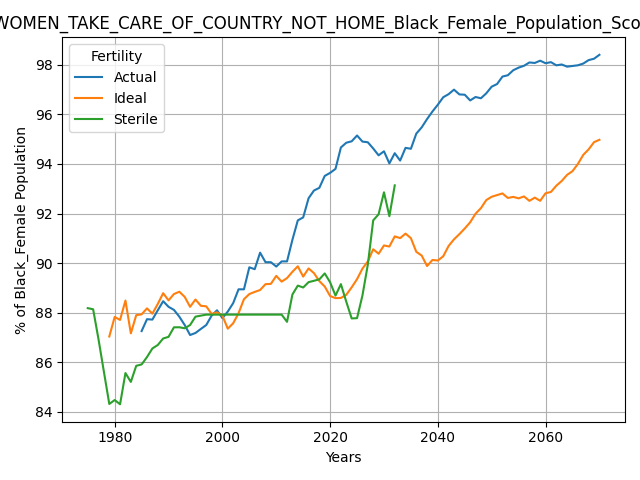 WOMEN_TAKE_CARE_OF_COUNTRY_NOT_HOME_Black_Female_Population_Sco
Fertility
Actual
Ideal
Sterile
% of Black_Female Population
98
96
94
92
90
88
86
84
1980 2000 2020 2040 2060
Years